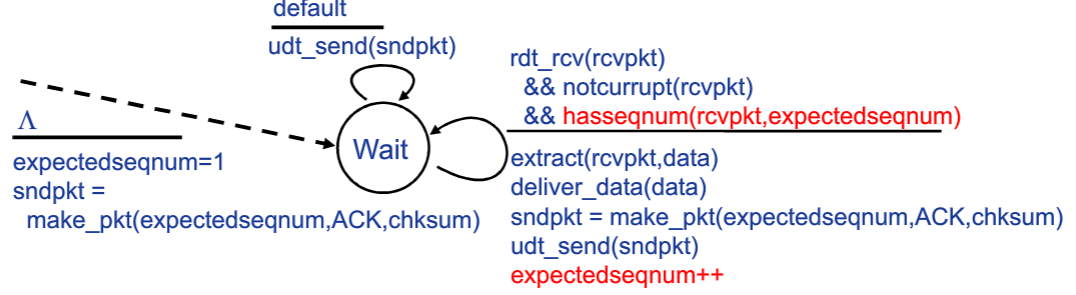 default
udt_send(sndpkt)
Λ
expectedseqnum=1
sndpkt =
make_pkt(expectedseqnum,ACK,chksum)
Wait
rdt_rcv(rcvpkt)
&& notcurrupt(rcvpkt)
&& hasseqnum(rcvpkt,expectedseqnum)
extract(rcvpkt,data)
deliver_data(data)
sndpkt = make_pkt(expectedseqnum,ACK,chksum)
udt_send(sndpkt)
expectedseqnum++